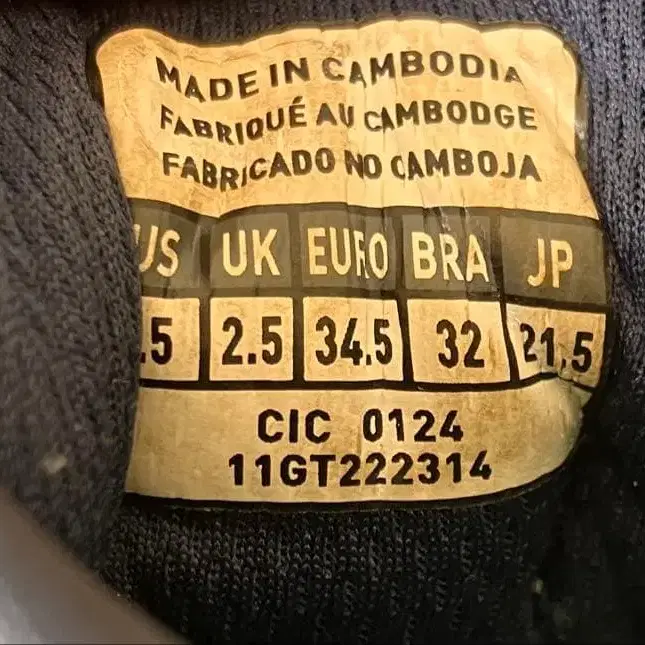 MADE IN CAMBODIA
FABRIQUÉ AU CAMBODGE
FABRICADO NO CAMBOJA
US UK EURO BRA JP
.5 2.5 34.5 32 21.5
CIC 0124
11GT222314